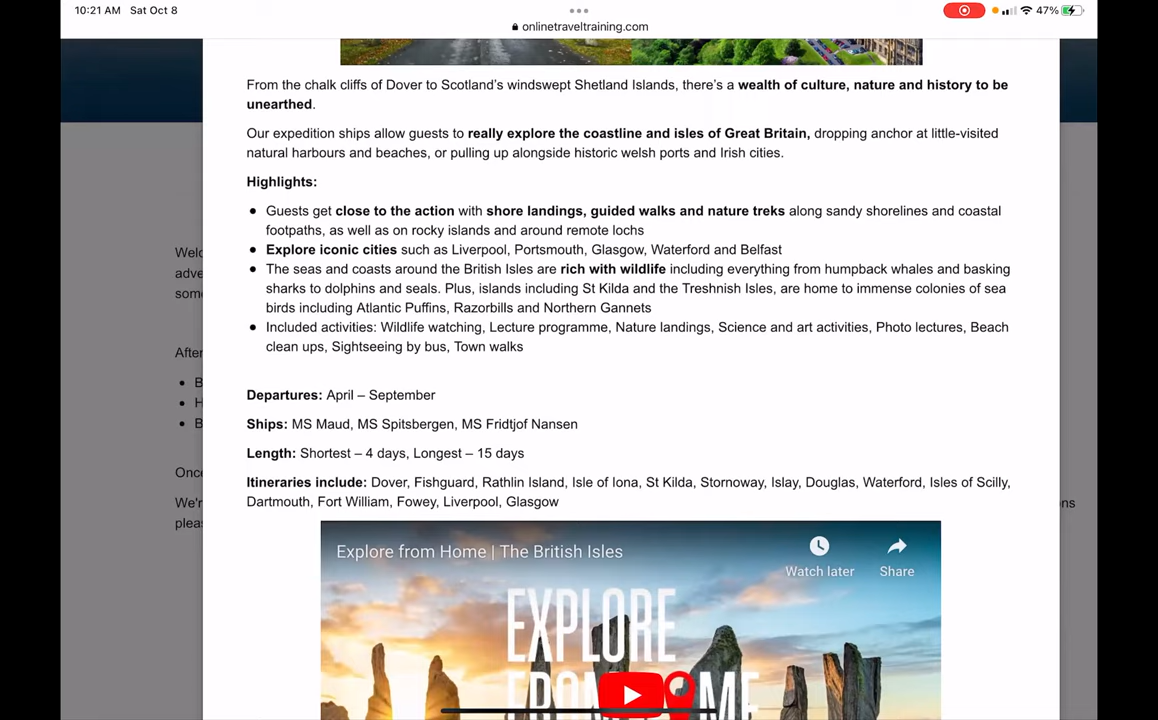 10:21 AM Sat Oct 8
47%
onlinetraveltraining.com
From the chalk cliffs of Dover to Scotland's windswept Shetland Islands, there's a wealth of culture, nature and history to be
unearthed.
Our expedition ships allow guests to really explore the coastline and isles of Great Britain, dropping anchor at little-visited
natural harbours and beaches, or pulling up alongside historic welsh ports and Irish cities.
Highlights:
● Guests get close to the action with shore landings, guided walks and nature treks along sandy shorelines and coastal
footpaths, as well as on rocky islands and around remote lochs
● Explore iconic cities such as Liverpool, Portsmouth, Glasgow, Waterford and Belfast
● The seas and coasts around the British Isles are rich with wildlife including everything from humpback whales and basking
sharks to dolphins and seals. Plus, islands including St Kilda and the Treshnish Isles, are home to immense colonies of sea
birds including Atlantic Puffins, Razorbills and Northern Gannets
● Included activities: Wildlife watching, Lecture programme, Nature landings, Science and art activities, Photo lectures, Beach
clean ups, Sightseeing by bus, Town walks
Departures: April – September
Ships: MS Maud, MS Spitsbergen, MS Fridtjof Nansen
Length: Shortest – 4 days, Longest – 15 days
Itineraries include: Dover, Fishguard, Rathlin Island, Isle of Iona, St Kilda, Stornoway, Islay, Douglas, Waterford, Isles of Scilly,
Dartmouth, Fort William, Fowey, Liverpool, Glasgow
Explore from Home | The British Isles
Watch later
Share
EXPLORE